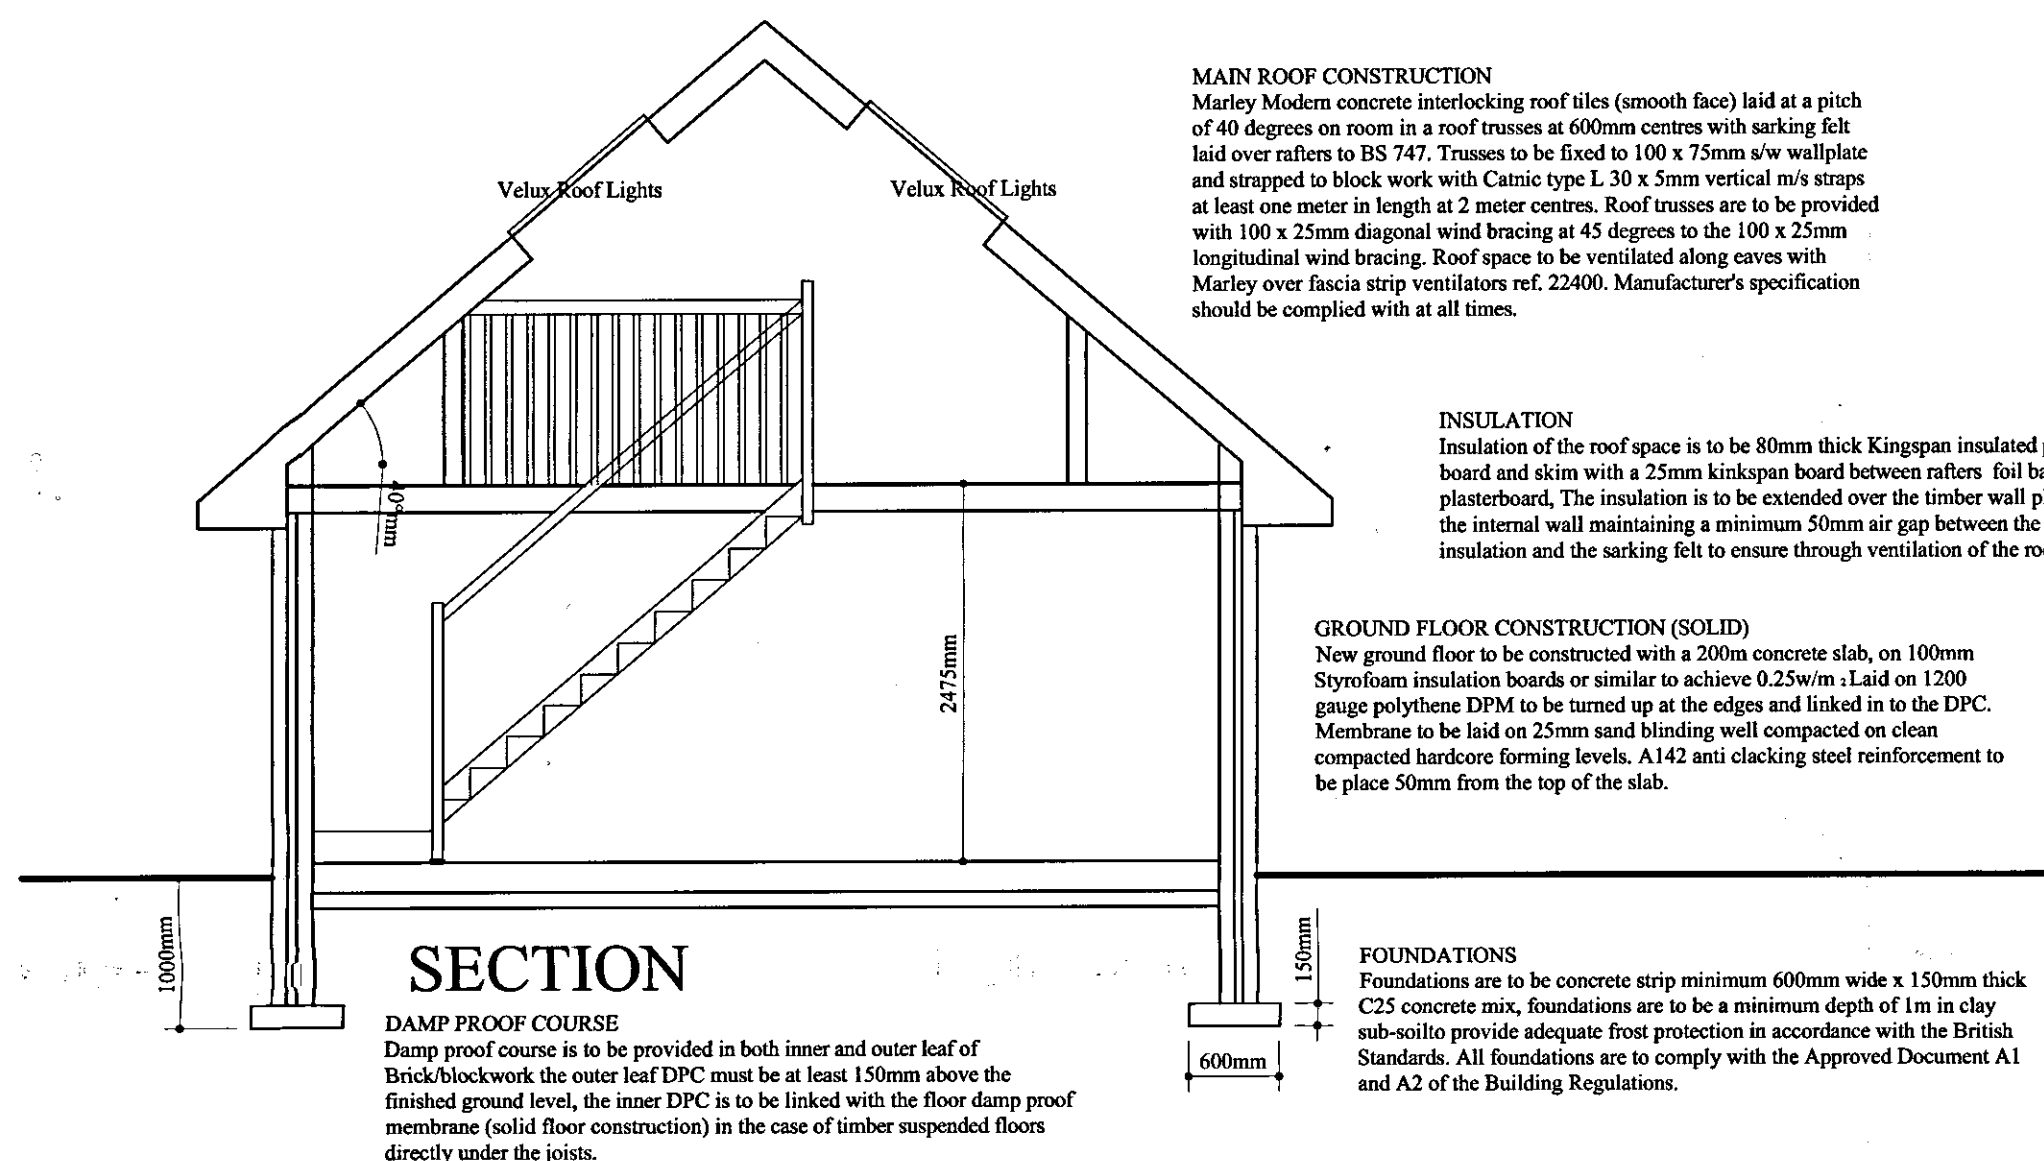 MAIN ROOF CONSTRUCTION
Marley Modern concrete interlocking roof tiles (smooth face) laid at a pitch
of 40 degrees on room in a roof trusses at 600mm centres with sarking felt
laid over rafters to BS 747. Trusses to be fixed to 100 x 75mm s/w wallplate
and strapped to block work with Catnic type L 30 x 5mm vertical m/s straps
at least one meter in length at 2 meter centres. Roof trusses are to be provided
with 100 x 25mm diagonal wind bracing at 45 degrees to the 100 x 25mm
longitudinal wind bracing. Roof space to be ventilated along eaves with
Marley over fascia strip ventilators ref. 22400. Manufacturer's specification
should be complied with at all times.
Velux Roof Lights
Velux Roof Lights
INSULATION
Insulation of the roof space is to be 80mm thick Kingspan insulated
board and skim with a 25mm kinkspan board between rafters foil
plasterboard, The insulation is to be extended over the timber wall
the internal wall maintaining a minimum 50mm air gap between the
insulation and the sarking felt to ensure through ventilation of the
40°mm
2475mm
GROUND FLOOR CONSTRUCTION (SOLID)
New ground floor to be constructed with a 200m concrete slab, on 100mm
Styrofoam insulation boards or similar to achieve 0.25w/m 2 Laid on 1200
gauge polythene DPM to be turned up at the edges and linked in to the DPC.
Membrane to be laid on 25mm sand blinding well compacted on clean
compacted hardcore forming levels. A142 anti clacking steel reinforcement to
be place 50mm from the top of the slab.
1000mm
SECTION
150mm
600mm
FOUNDATIONS
Foundations are to be concrete strip minimum 600mm wide x 150mm thick
C25 concrete mix, foundations are to be a minimum depth of 1m in clay
sub-soilto provide adequate frost protection in accordance with the British
Standards. All foundations are to comply with the Approved Document A1
and A2 of the Building Regulations.
DAMP PROOF COURSE
Damp proof course is to be provided in both inner and outer leaf of
Brick/blockwork the outer leaf DPC must be at least 150mm above the
finished ground level, the inner DPC is to be linked with the floor damp proof
membrane (solid floor construction) in the case of timber suspended floors
directly under the joists.